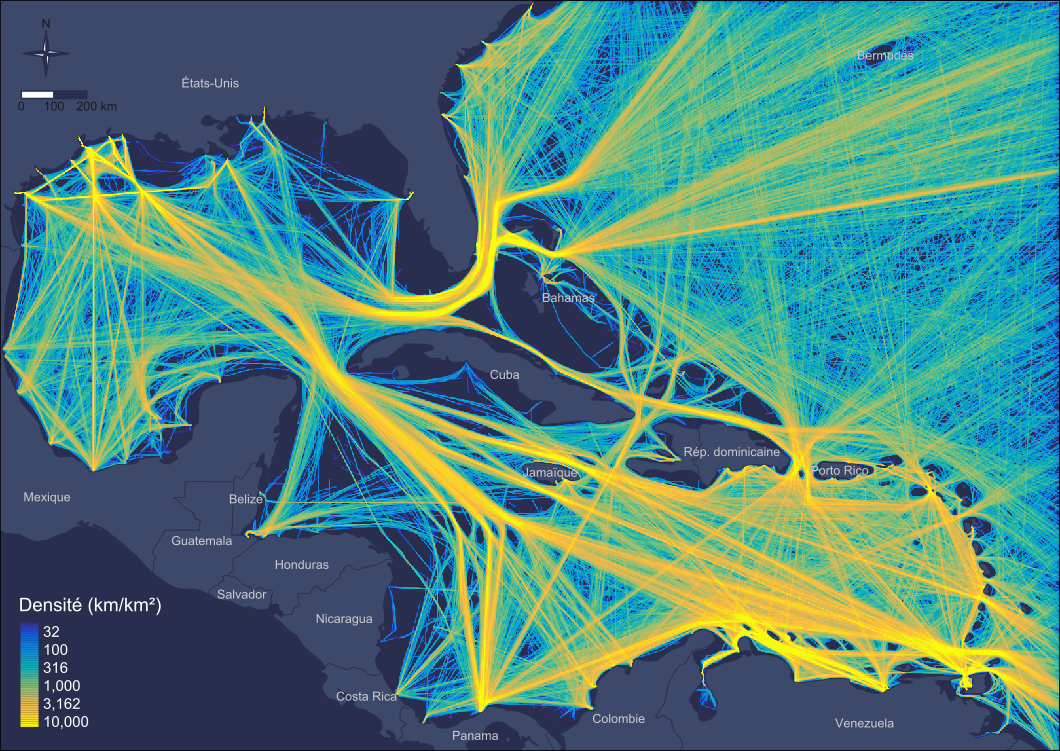 N
0 100 200 km
États-Unis
Bermudes
Bahamas
Cuba
Rép. dominicaine
Jamaïque
Porto Rico
Mexique
Belize
Guatemala
Honduras
Salvador
Nicaragua
Costa Rica
Panama
Colombie
Venezuela
Densité (km/km²)
32
100
316
1,000
3,162
10,000